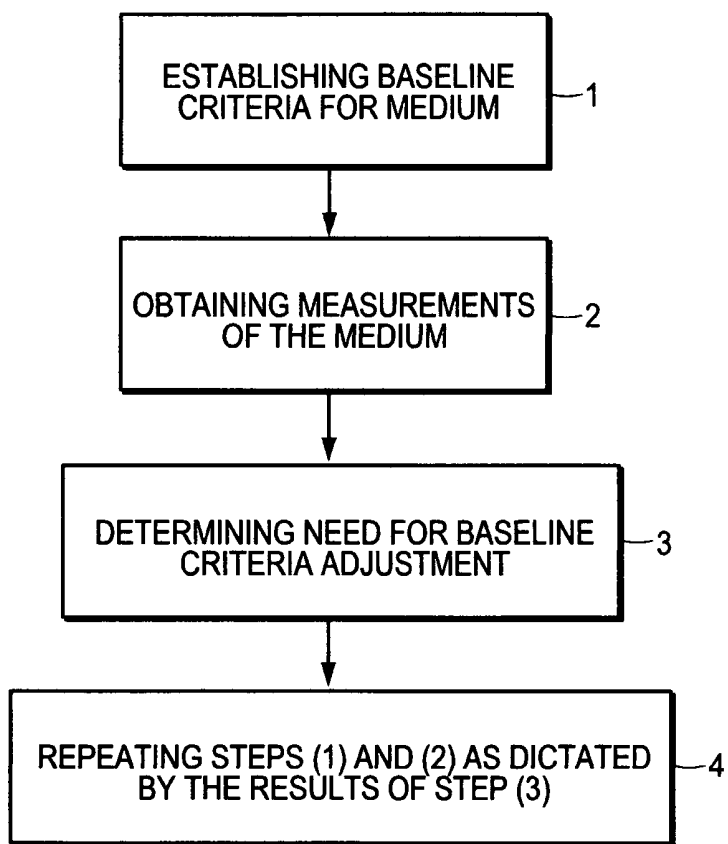 ESTABLISHING BASELINE
CRITERIA FOR MEDIUM
1
OBTAINING MEASUREMENTS
OF THE MEDIUM
2
DETERMINING NEED FOR BASELINE
CRITERIA ADJUSTMENT
3
REPEATING STEPS (1) AND (2) AS DICTATED
BY THE RESULTS OF STEP (3)
4